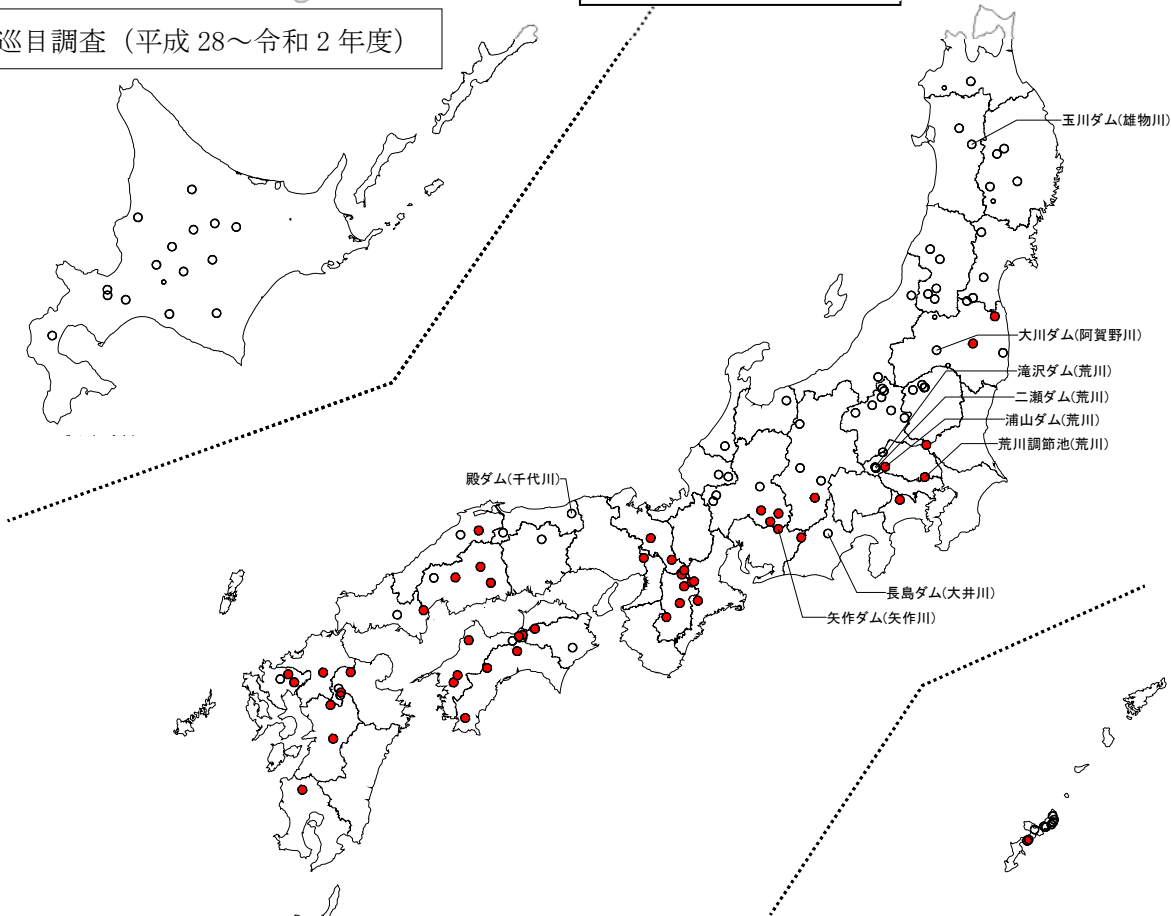 巡目調査（平成 28～令和 2 年度）
玉川ダム(雄物川)
大川ダム(阿賀野川)
滝沢ダム(荒川)
二瀬ダム(荒川)
浦山ダム(荒川)
荒川調節池(荒川)
殿ダム(千代川)
長島ダム(大井川)
矢作ダム(矢作川)